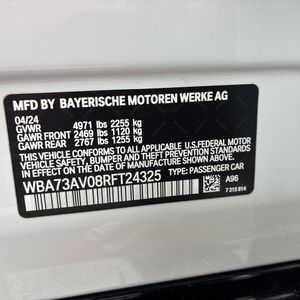 MFD BY BAYERISCHE MOTOREN WERKE AG
04/24
GVWR 4971 lbs 2255 kg
GAWR FRONT 2469 lbs 1120 kg
GAWR REAR 2767 lbs 1255 kg
THIS VEHICLE CONFORMS TO ALL
APPLICABLE U.S. FEDERAL MOTOR
VEHICLE SAFETY, BUMPER, AND
THEFT PREVENTION STANDARDS
IN EFFECT ON THE DATE OF
MANUFACTURE SHOWN ABOVE.
WBA73AV08RFT24325
TYPE: PASSENGER CAR
A96
7 315 814